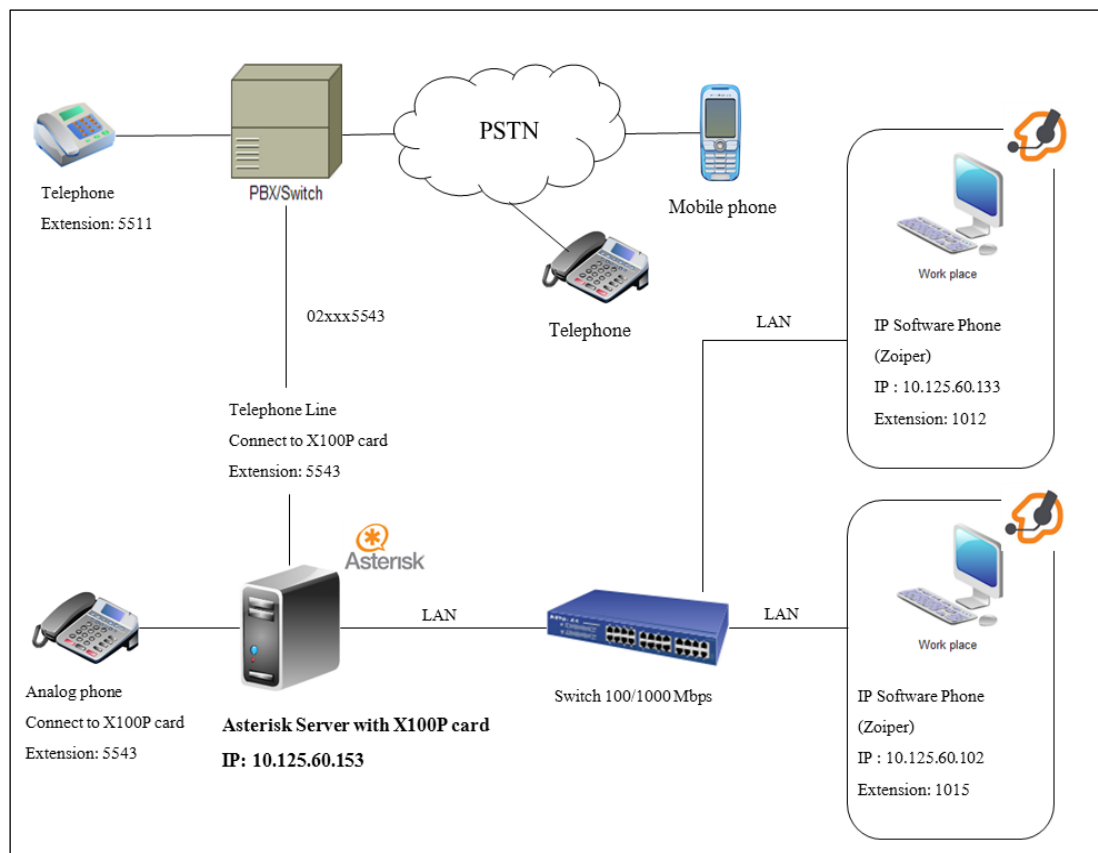 PSTN
PBX/Switch
Telephone
Extension: 5511
Mobile phone
Telephone
02xxx5543
LAN
Work place
IP Software Phone
(Zoiper)
IP : 10.125.60.133
Extension: 1012
Telephone Line
Connect to X100P card
Extension: 5543
Asterisk
LAN
LAN
Work place
Analog phone
Connect to X100P card
Extension: 5543
Asterisk Server with X100P card
IP: 10.125.60.153
Switch 100/1000 Mbps
IP Software Phone
(Zoiper)
IP : 10.125.60.102
Extension: 1015